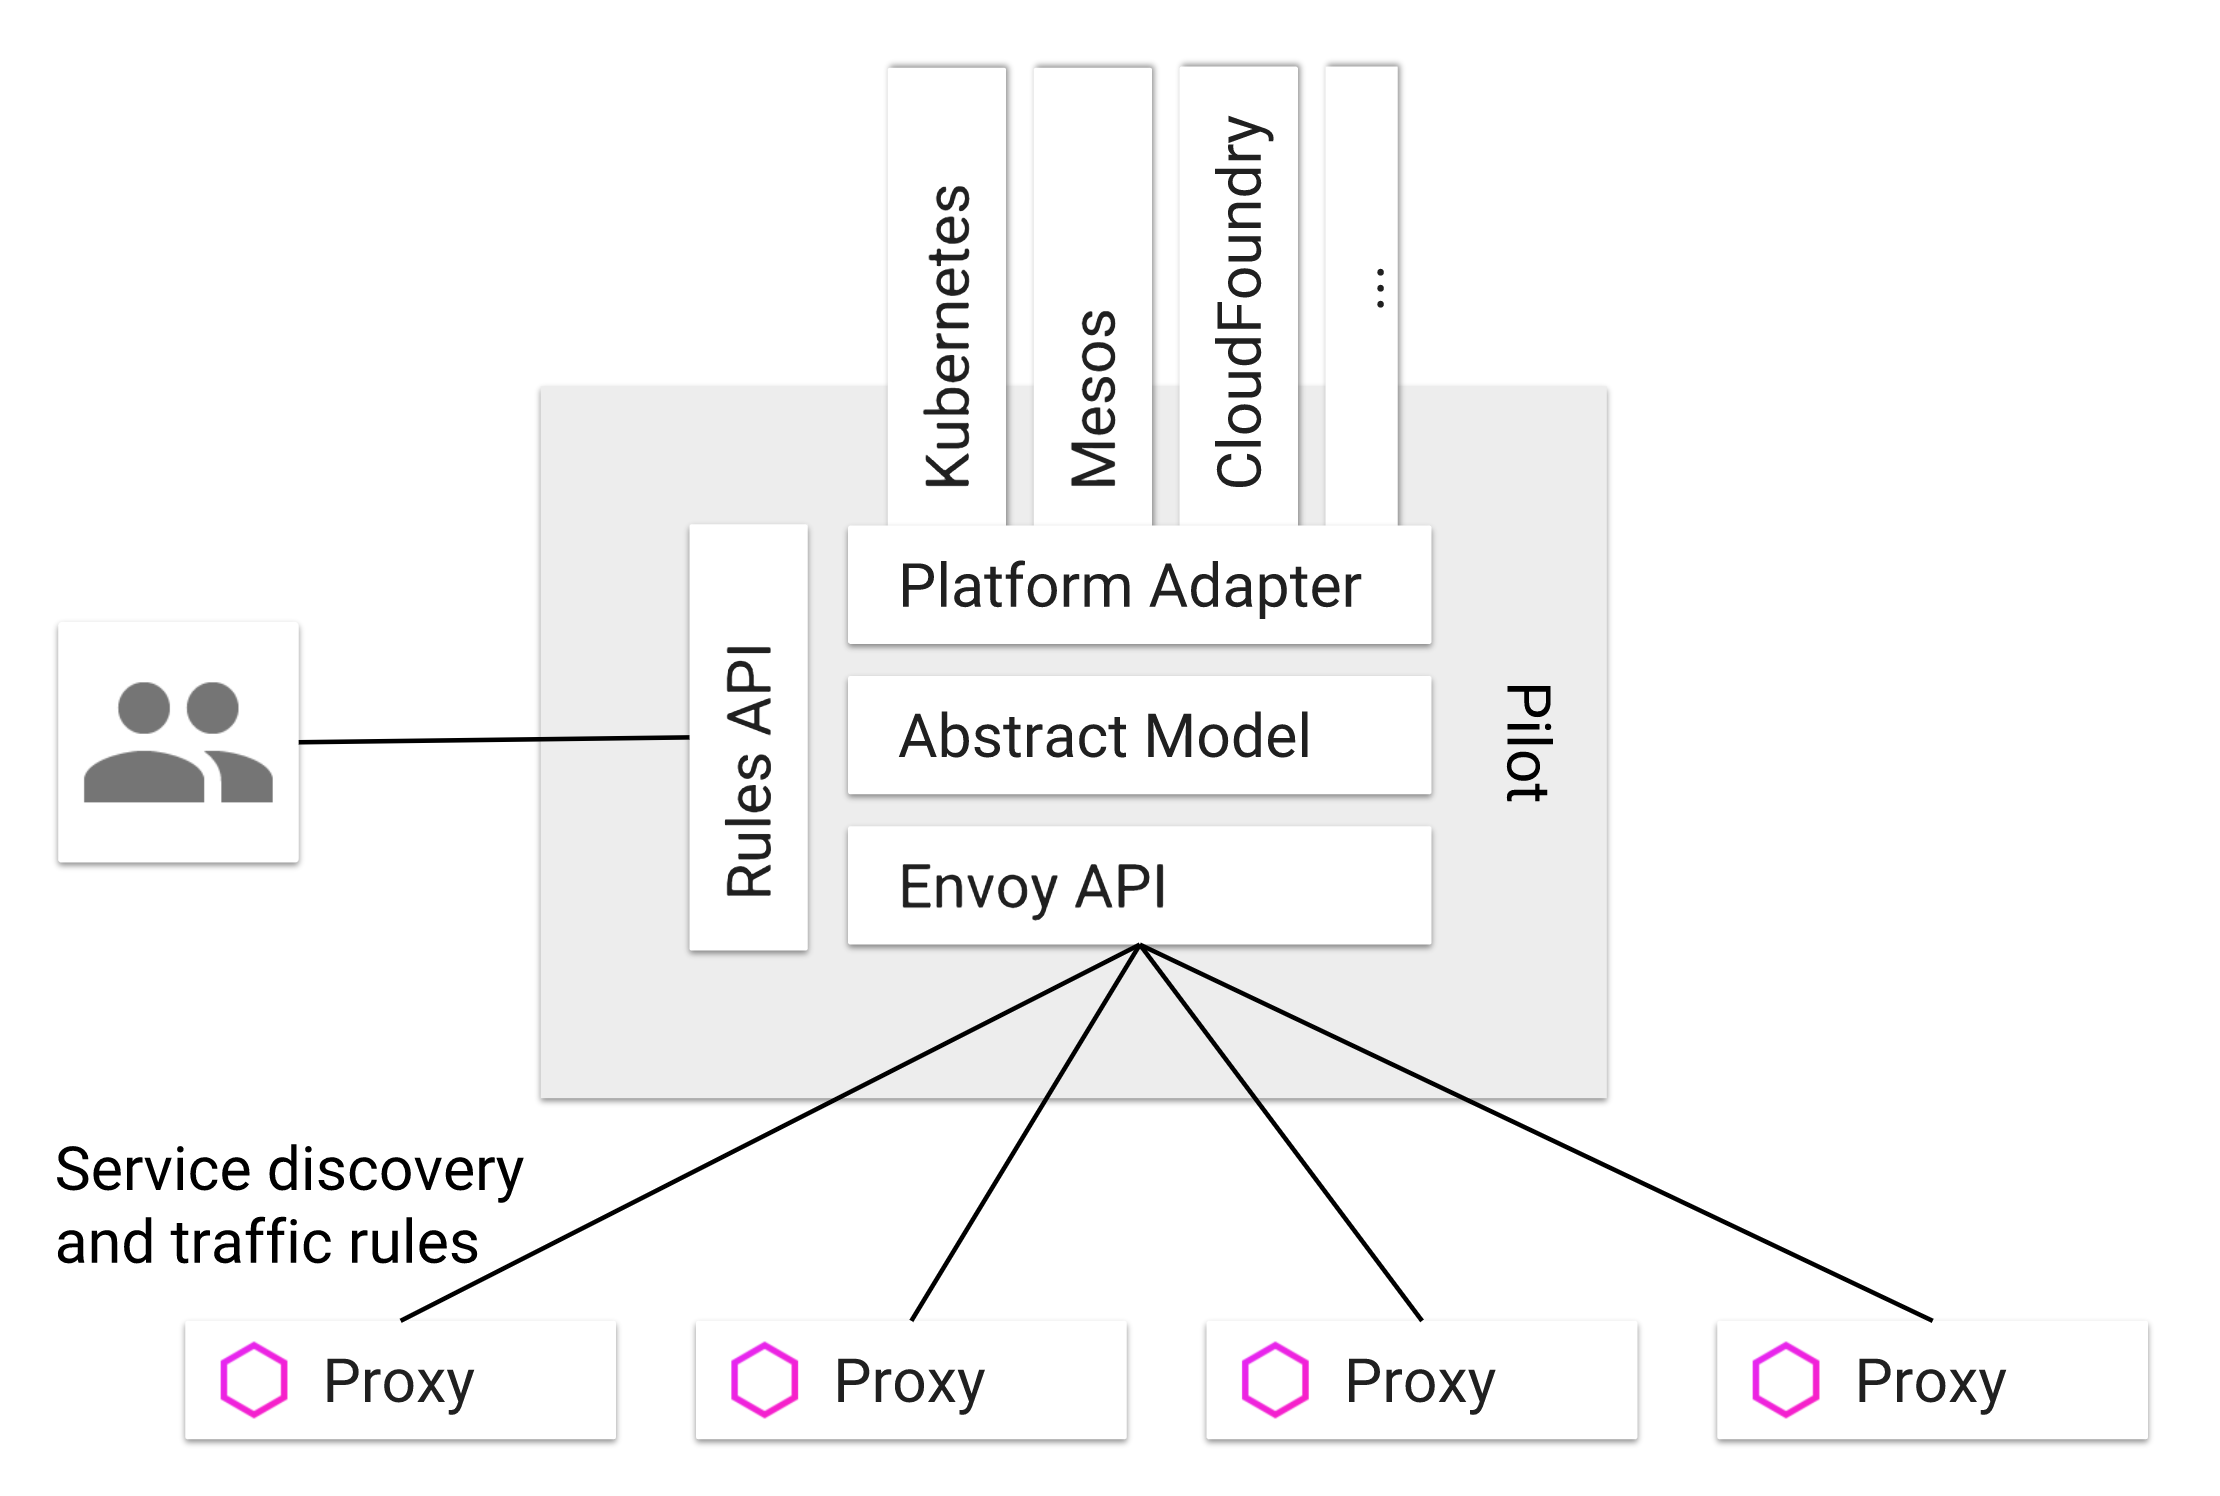 Kubernetes
Mesos
CloudFoundry
...
Platform Adapter
Rules API
Abstract Model
Pilot
Envoy API
Service discovery
and traffic rules
Proxy
Proxy
Proxy
Proxy